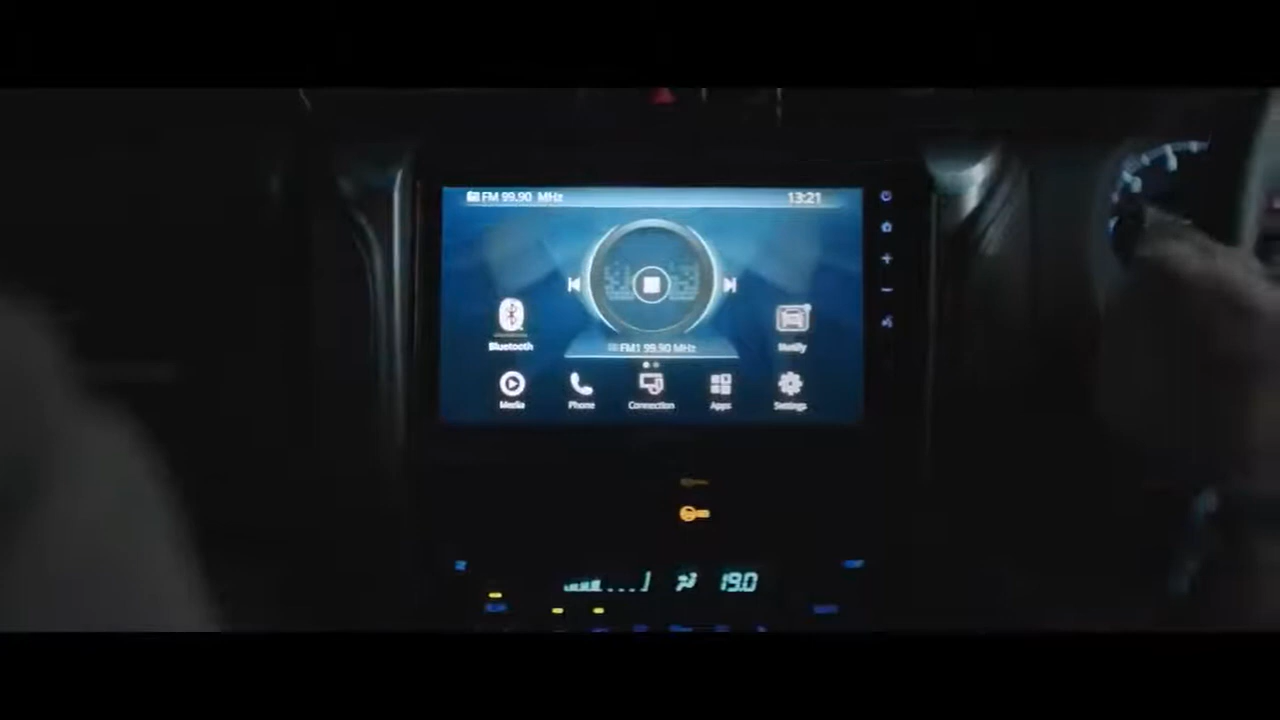 FM 99.90 MHz 13:21
Bluetooth
Notify
FM1 99.90 MHz
Media Phone Connection Apps Settings
19.0